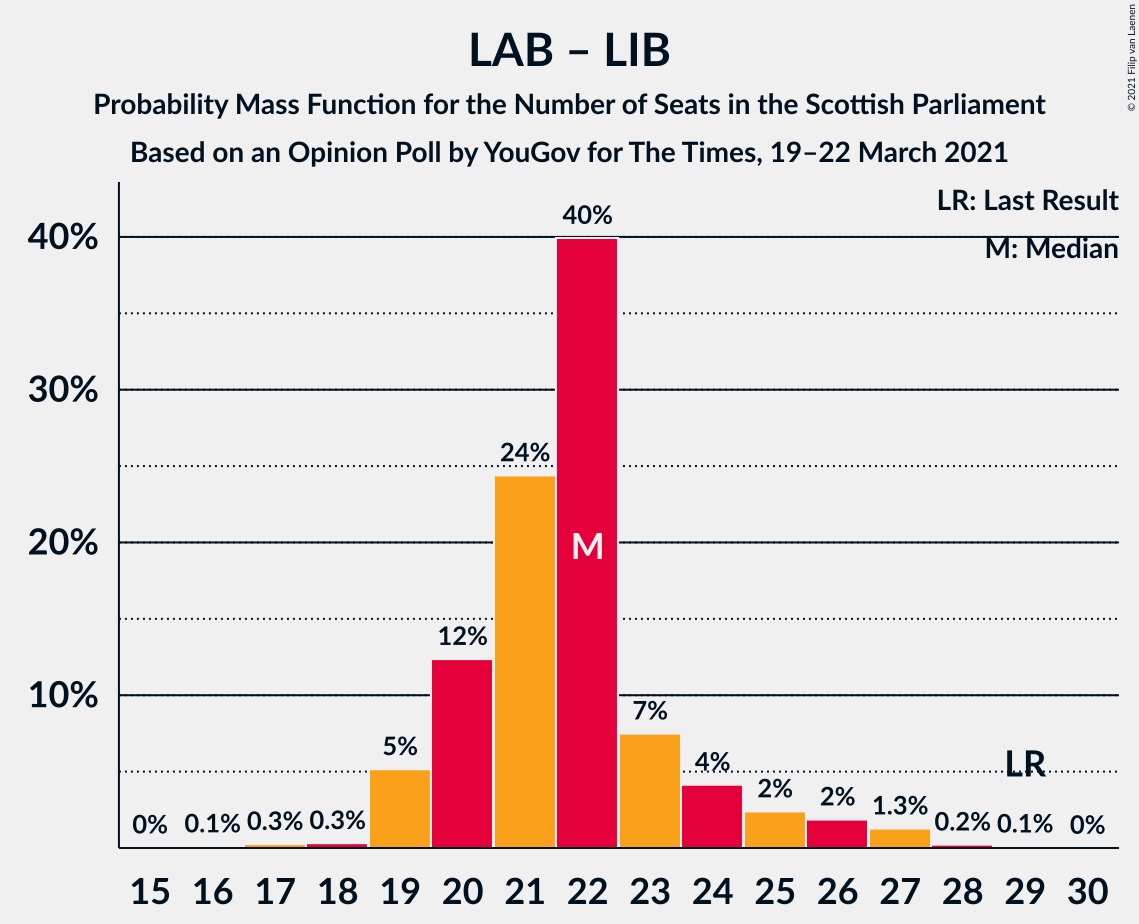 LAB – LIB
Probability Mass Function for the Number of Seats in the Scottish Parliament
Based on an Opinion Poll by YouGov for The Times, 19–22 March 2021
© 2021 Filip van Laenen
LR: Last Result
M: Median
40%
30%
20%
10%
0%
0.1%
0.3%
0.3%
5%
12%
24%
40%
M
7%
4%
2%
2%
1.3%
0.2%
LR
0.1%
0%
15 16 17 18 19 20 21 22 23 24 25 26 27 28 29 30